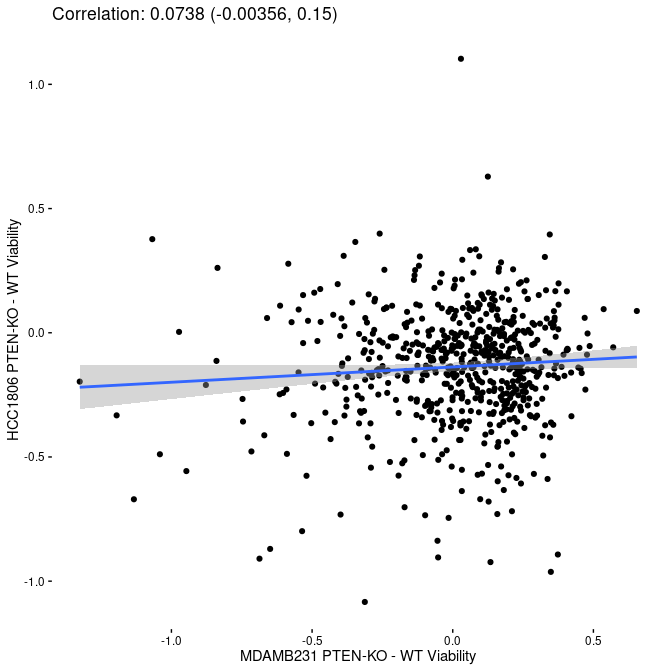 Correlation: 0.0738 (-0.00356, 0.15)
1.0
0.5
0.0
-0.5
-1.0
HCC1806 PTEN-KO - WT Viability
-1.0 -0.5 0.0 0.5
MDAMB231 PTEN-KO - WT Viability